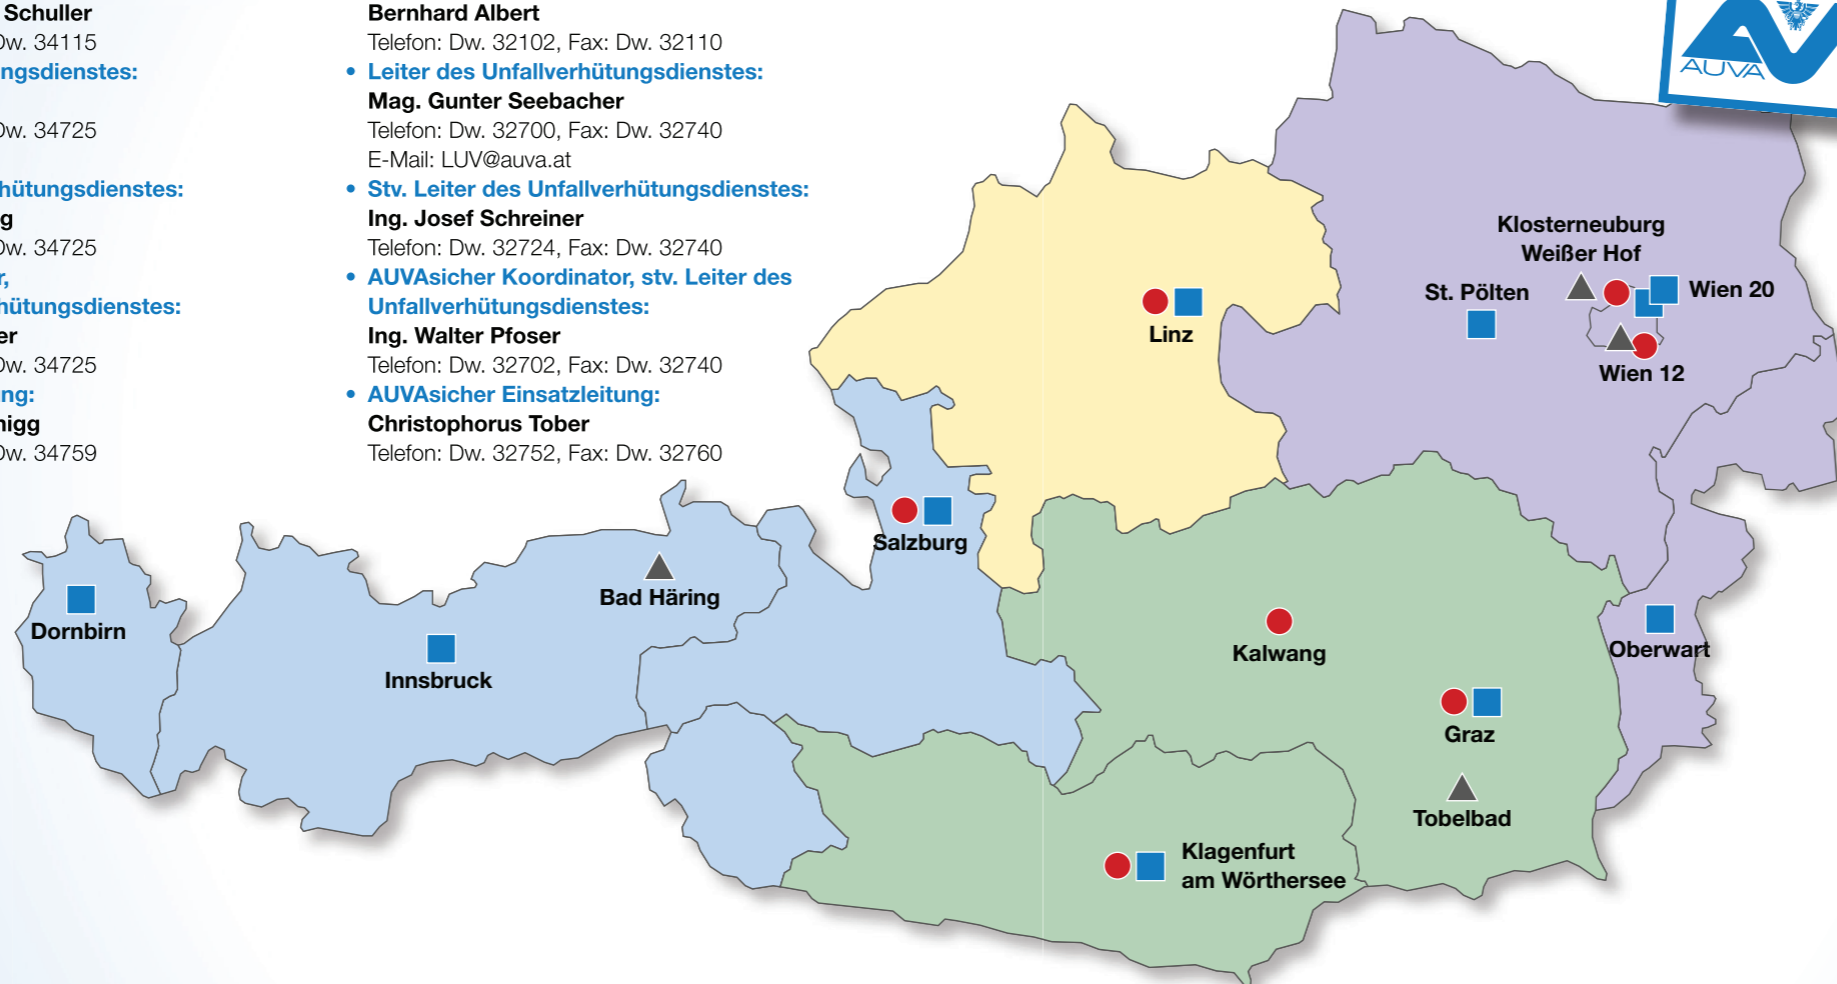 Schuller
Dw. 34115
ngsdienstes:
Dw. 34725
hütungsdienstes:
g
Dw. 34725
r,
hütungsdienstes:
er
Dw. 34725
ng:
nigg
Dw. 34759
Bernhard Albert
Telefon: Dw. 32102, Fax: Dw. 32110
• Leiter des Unfallverhütungsdienstes:
Mag. Gunter Seebacher
Telefon: Dw. 32700, Fax: Dw. 32740
E-Mail: LUV@auva.at
• Stv. Leiter des Unfallverhütungsdienstes:
Ing. Josef Schreiner
Telefon: Dw. 32724, Fax: Dw. 32740
• AUVAsicher Koordinator, stv. Leiter des
Unfallverhütungsdienstes:
Ing. Walter Pfoser
Telefon: Dw. 32702, Fax: Dw. 32740
• AUVAsicher Einsatzleitung:
Christophorus Tober
Telefon: Dw. 32752, Fax: Dw. 32760
AUVA
Klosterneuburg
Weißer Hof
St. Pölten
Wien 20
Linz
Wien 12
Salzburg
Bad Häring
Dornbirn
Innsbruck
Kalwang
Oberwart
Graz
Tobelbad
Klagenfurt
am Wörthersee